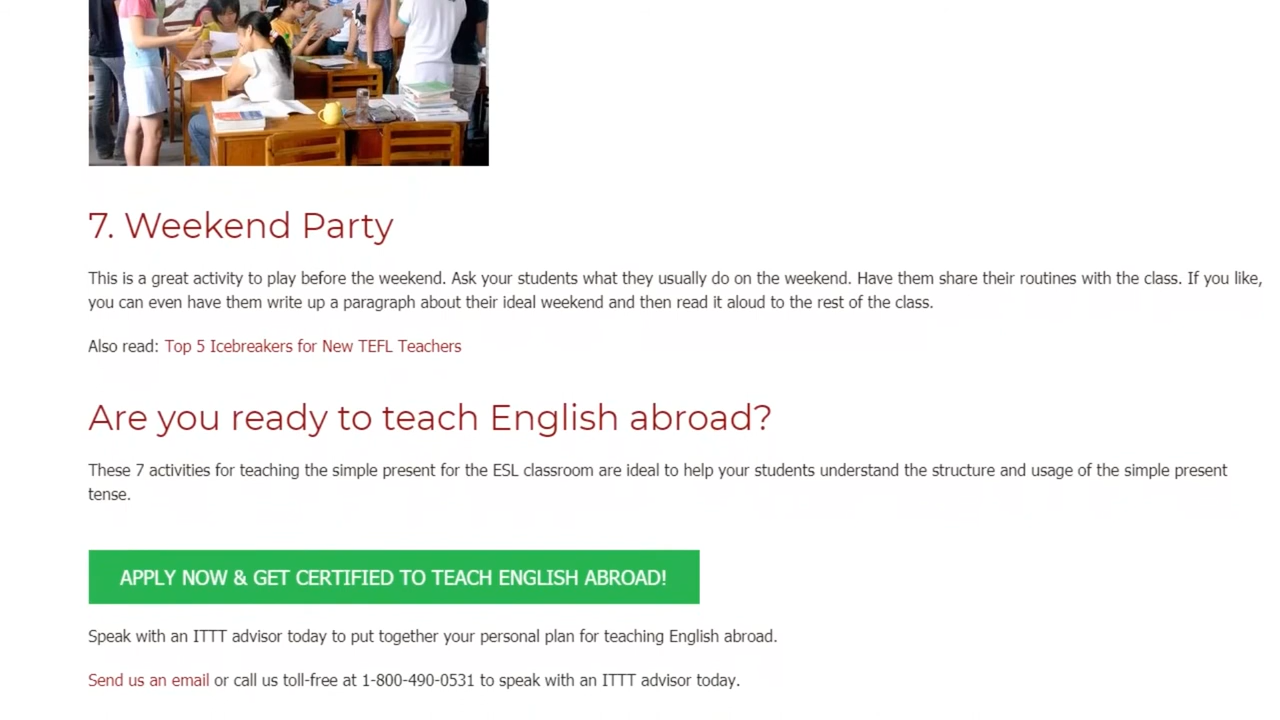 7. Weekend Party
This is a great activity to play before the weekend. Ask your students what they usually do on the weekend. Have them share their routines with the class. If you like,
you can even have them write up a paragraph about their ideal weekend and then read it aloud to the rest of the class.
Also read: Top 5 Icebreakers for New TEFL Teachers
Are you ready to teach English abroad?
These 7 activities for teaching the simple present for the ESL classroom are ideal to help your students understand the structure and usage of the simple present
tense.
APPLY NOW & GET CERTIFIED TO TEACH ENGLISH ABROAD!
Speak with an ITTT advisor today to put together your personal plan for teaching English abroad.
Send us an email or call us toll-free at 1-800-490-0531 to speak with an ITTT advisor today.